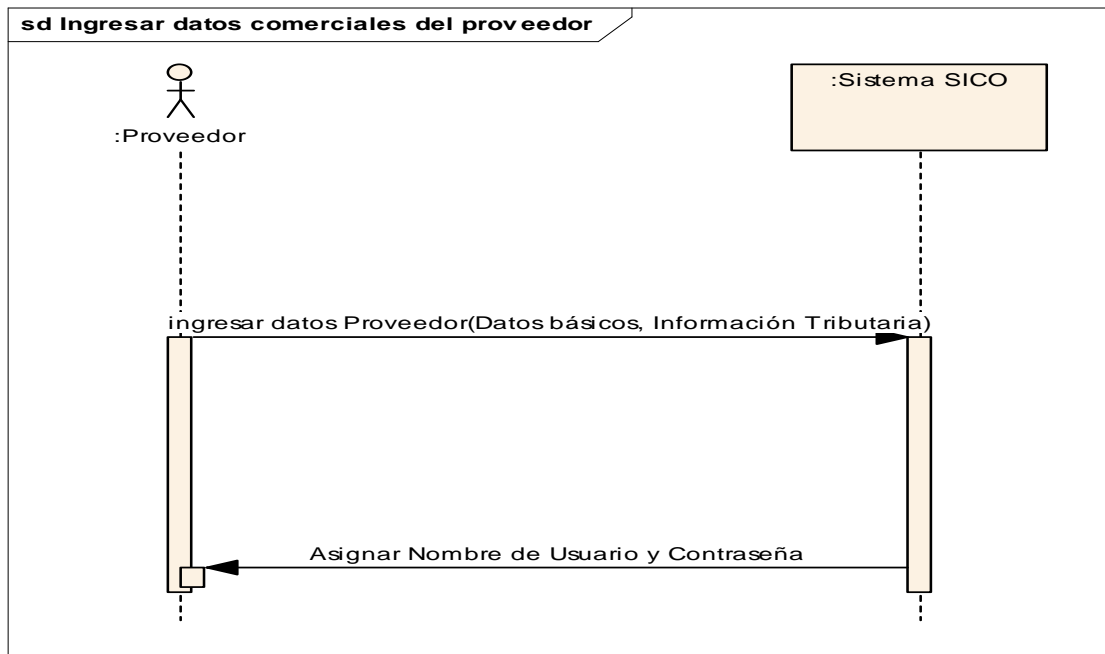 sd Ingresar datos comerciales del proveedor
:Proveedor
:Sistema SICO
ingresar datos Proveedor(Datos básicos, Información Tributaria)
Asignar Nombre de Usuario y Contraseña